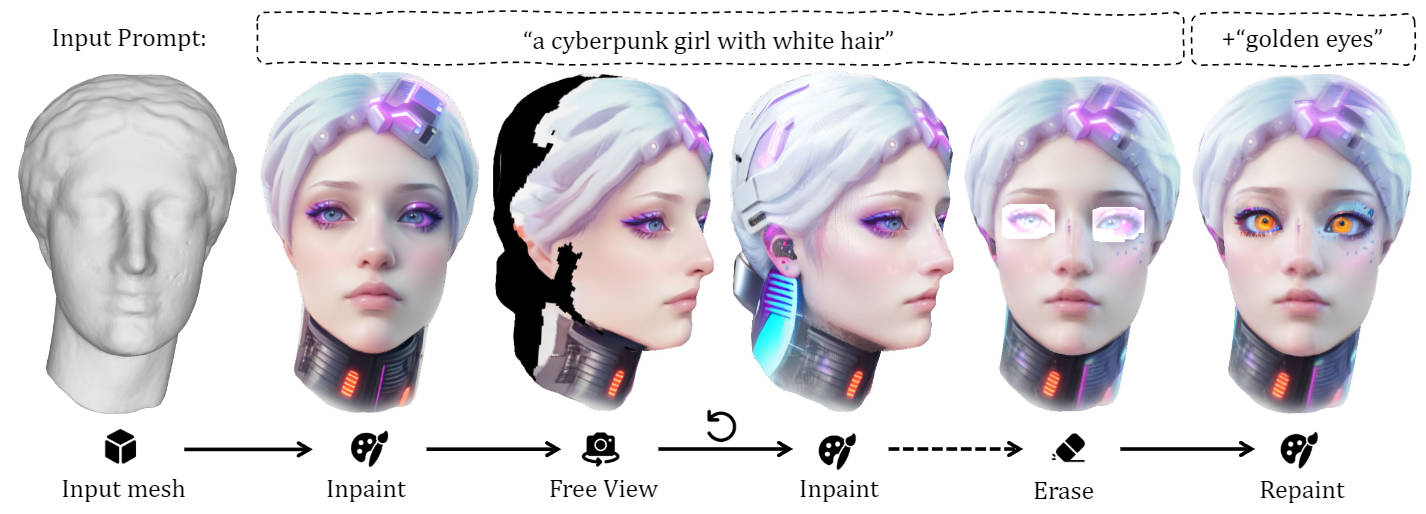 Input Prompt:
“a cyberpunk girl with white hair”
+“golden eyes”
Input mesh
Inpaint
Free View
Inpaint
Erase
Repaint